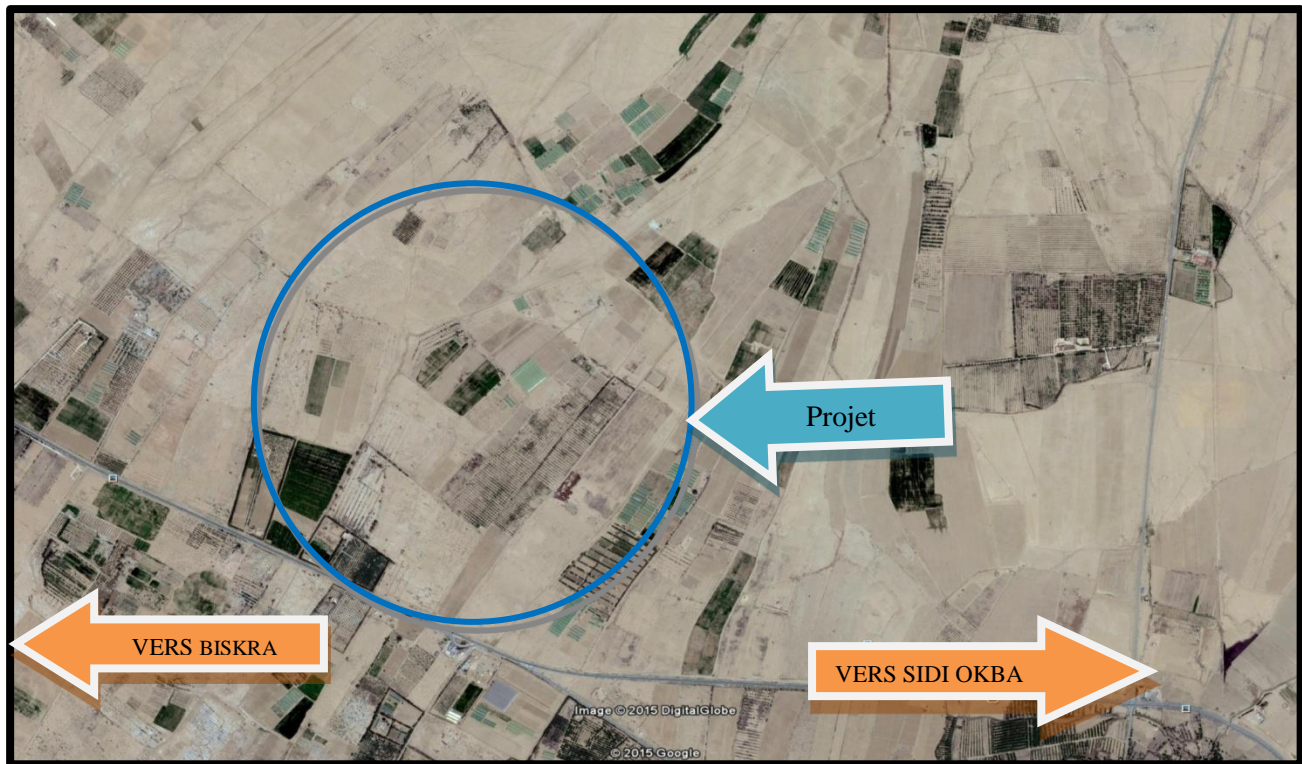 Projet
VERS BISKRA
VERS SIDI OKBA
Image © 2015 DigitalGlobe
© 2015 Google